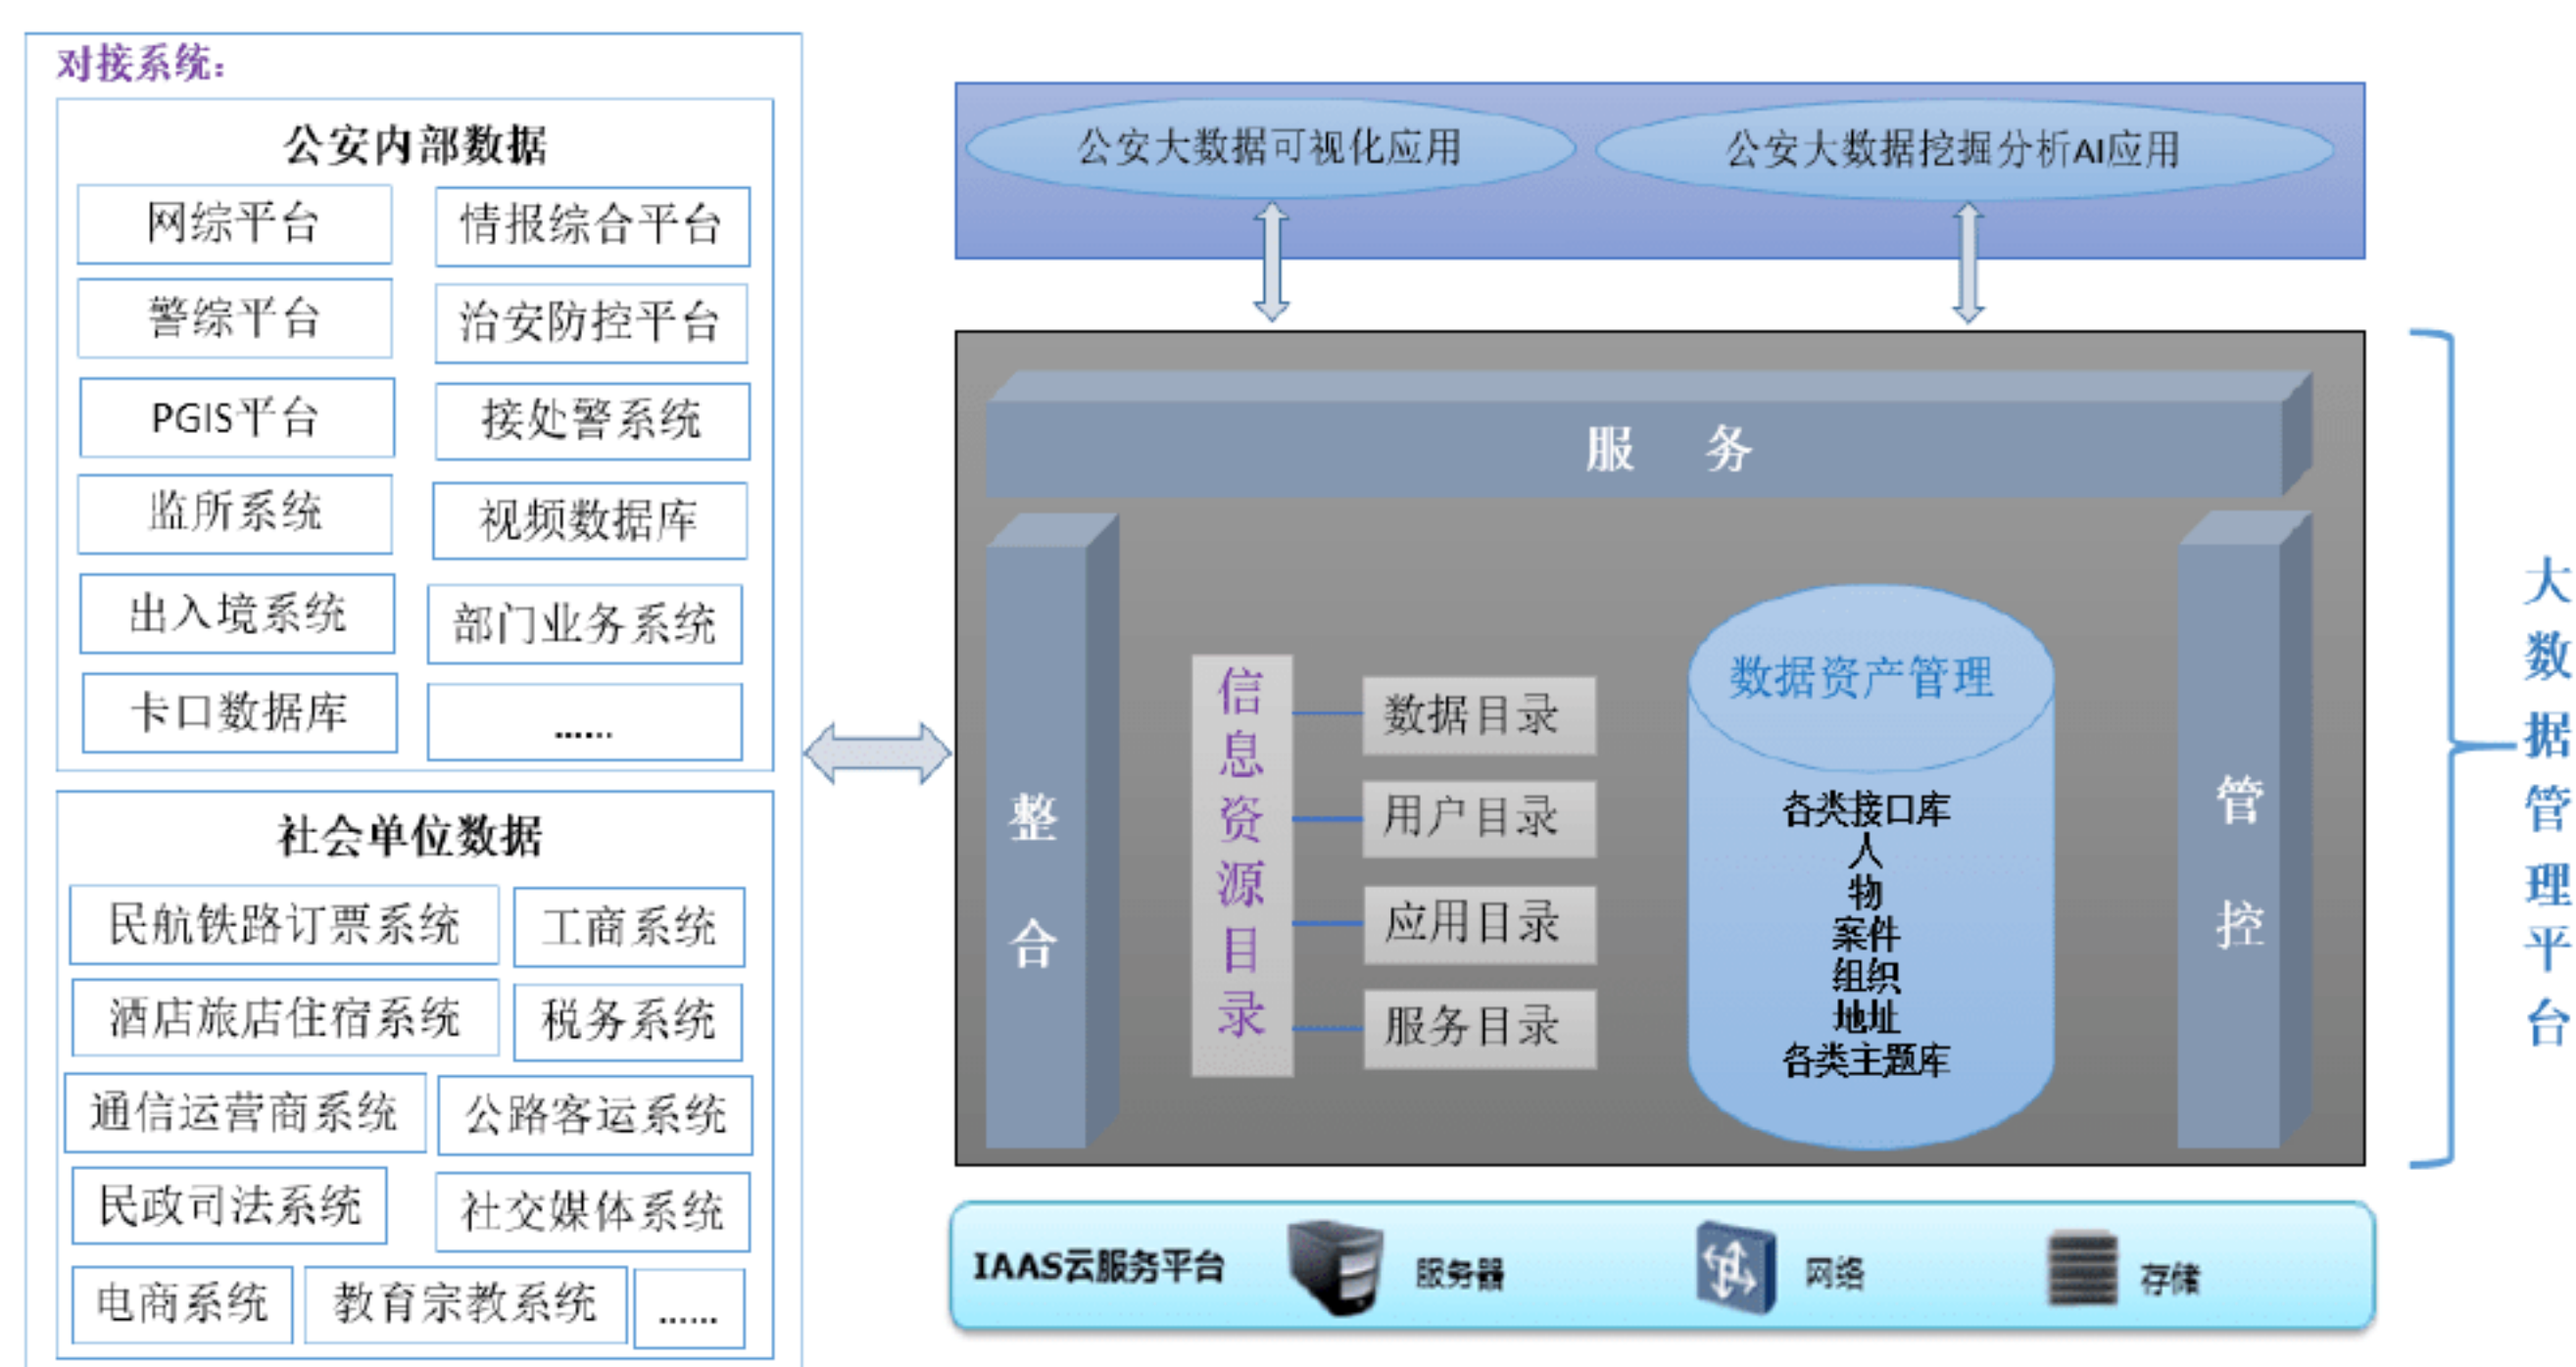 对接系统:
公安内部数据
网综平台
情报综合平台
警综平台
治安防控平台
PGIS平台
接处警系统
监所系统
视频数据库
出入境系统
部门业务系统
卡口数据库
......
社会单位数据
民航铁路订票系统
工商系统
酒店旅店住宿系统
税务系统
通信运营商系统
公路客运系统
民政司法系统
社交媒体系统
电商系统
教育宗教系统
......
公安大数据可视化应用
公安大数据挖掘分析AI应用
服 务
整合
信息资源目录
数据目录
用户目录
应用目录
服务目录
数据资产管理
各类接口库
人
物
案件
组织
地址
各类主题库
管控
大数据管理平台
IAAS云服务平台
服务器
网络
存储